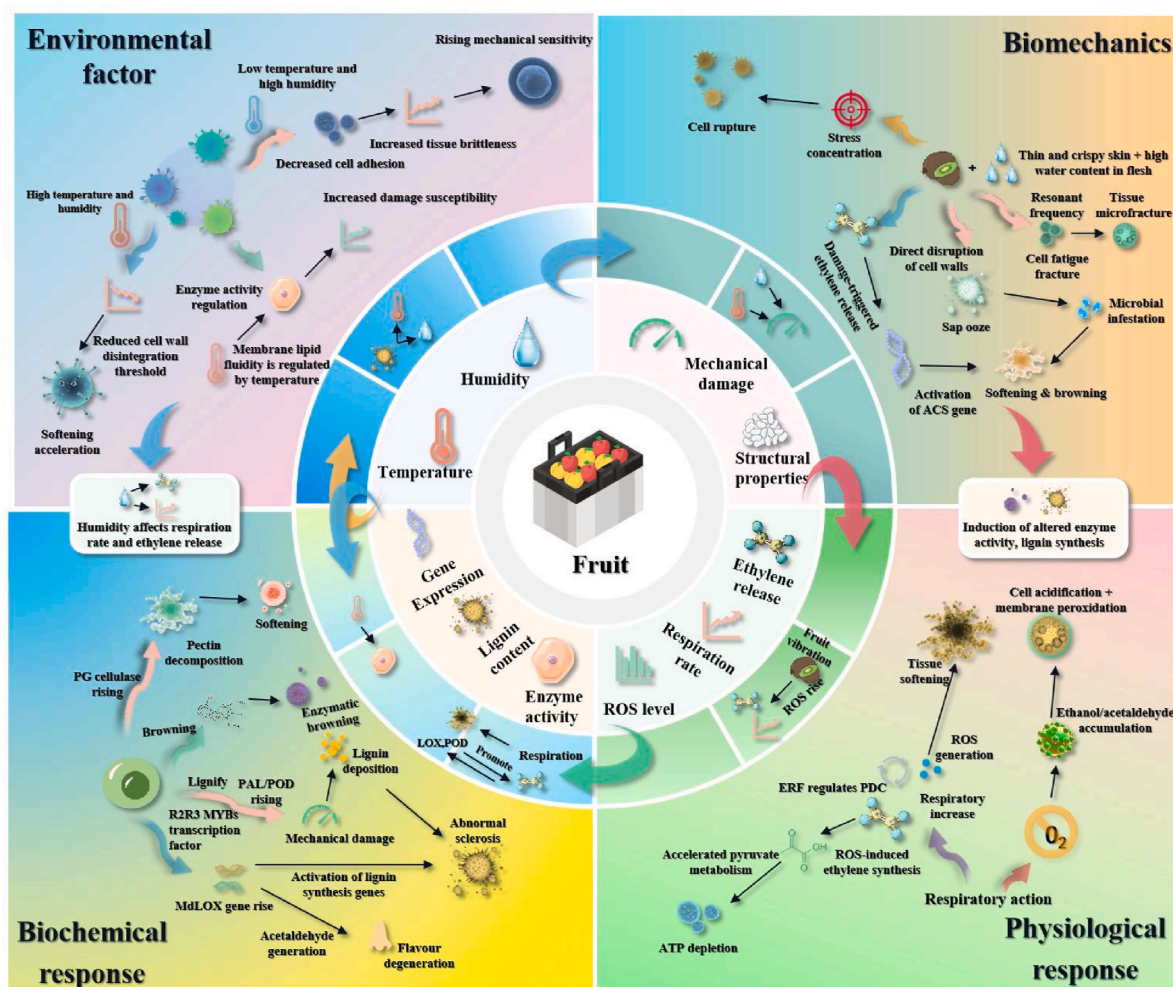 Environmental
factor
Rising mechanical sensitivity
Low temperature and
high humidity
Increased tissue brittleness
Decreased cell adhesion
High temperature and
humidity
Increased damage susceptibility
Enzyme activity
regulation
Reduced cell wall
disintegration
threshold
Membrane lipid
fluidity is regulated
by temperature
Softening
acceleration
Humidity affects respiration
rate and ethylene release
Biomechanics
Cell rupture
Stress
concentration
+
Thin and crispy skin + high
water content in flesh
Resonant
frequency
Tissue
microfracture
Cell fatigue
fracture
Direct disruption
of cell walls
Damage-triggered
ethylene release
Sap ooze
Microbial
infestation
Activation
of ACS gene
Softening & browning
Induction of altered enzyme
activity, lignin synthesis
Humidity
Temperature
Mechanical
damage
Structural
properties
Fruit
Gene
Expression
Lignin
content
Enzyme
activity
Ethylene
release
Respiration
rate
ROS level
Fruit
vibration
ROS rise
LOX,POD
Promote
Respiration
Softening
Pectin
decomposition
PG cellulase
rising
Browning
Enzymatic
browning
Lignin
deposition
Lignify
PAL/POD
rising
R2R3 MYBs
transcription
factor
Mechanical damage
Abnormal
sclerosis
Activation of lignin
synthesis genes
MdLOX gene rise
Acetaldehyde
generation
Flavour
degeneration
Biochemical
response
Cell acidification +
membrane peroxidation
Tissue
softening
Ethanol/acetaldehyde
accumulation
ROS
generation
ERF regulates PDC
Respiratory
increase
O₂
OH
O
O
Accelerated pyruvate
metabolism
ROS-induced
ethylene synthesis
Respiratory action
ATP depletion
Physiological
response